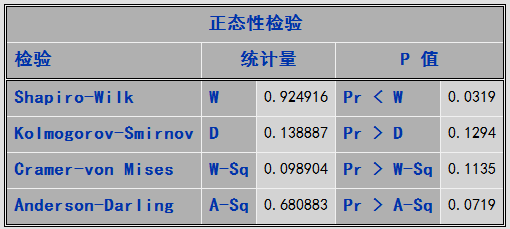 正态性检验
检验 统计量 P 值
Shapiro-Wilk W 0.924916 Pr < W 0.0319
Kolmogorov-Smirnov D 0.138887 Pr > D 0.1294
Cramer-von Mises W-Sq 0.098904 Pr > W-Sq 0.1135
Anderson-Darling A-Sq 0.680883 Pr > A-Sq 0.0719